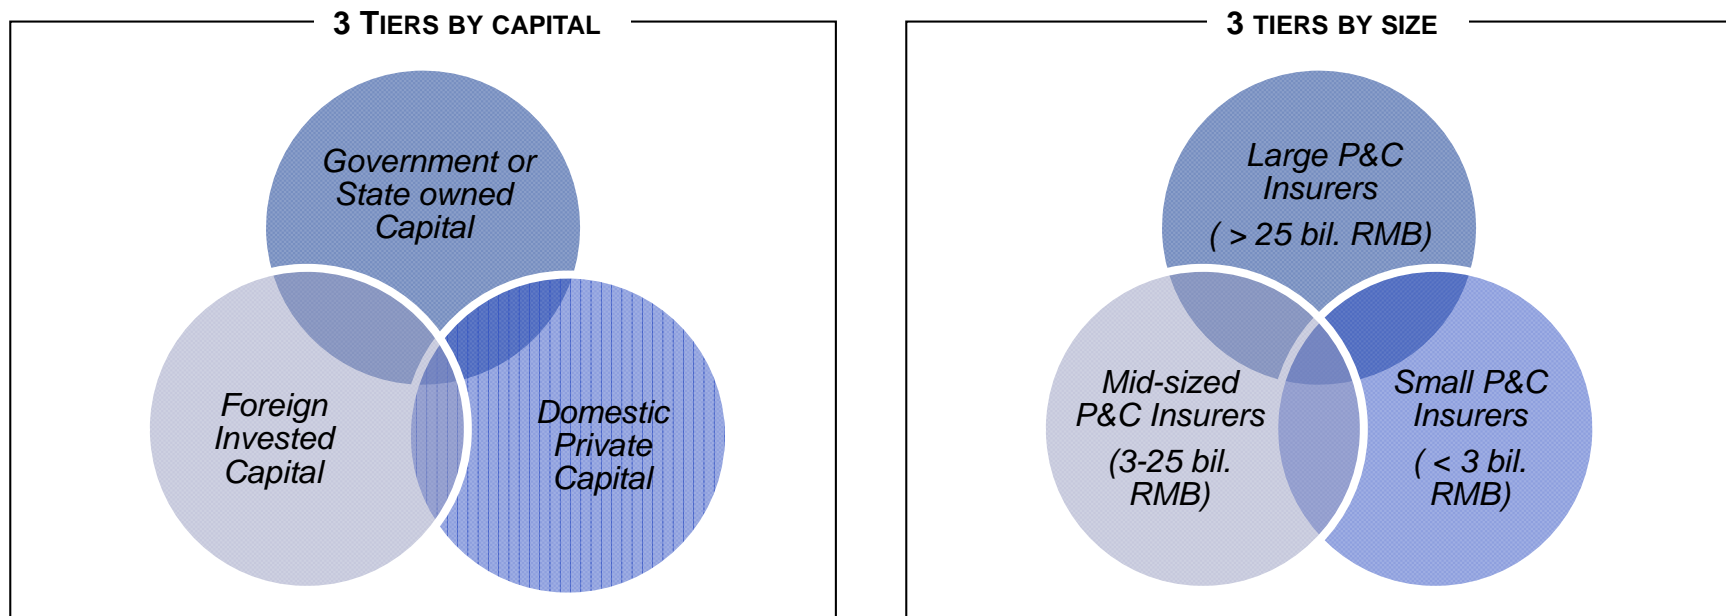 3 TIERS BY CAPITAL
Government or
State owned
Capital
Foreign
Invested
Capital
Domestic
Private
Capital
3 TIERS BY SIZE
Large P&C
Insurers
( > 25 bil. RMB)
Mid-sized
P&C Insurers
(3-25 bil.
RMB)
Small P&C
Insurers
( < 3 bil.
RMB)